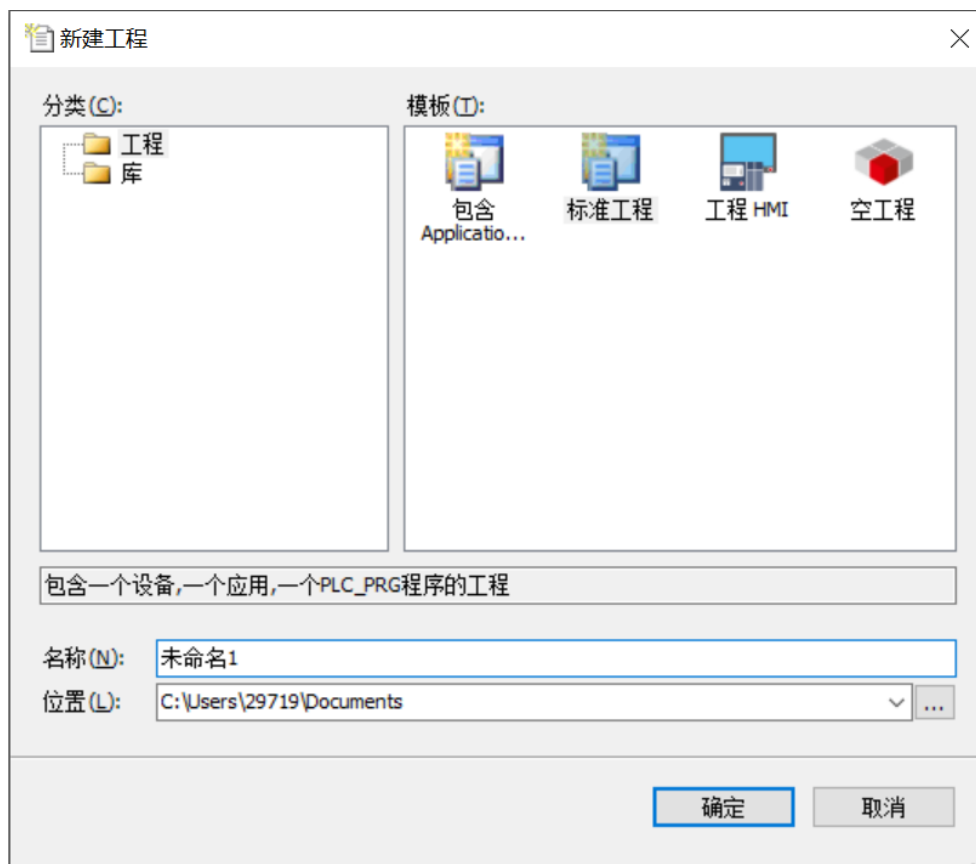 新建工程
分类(C):
模板(T):
工程
库
包含
Applicatio...
标准工程
工程 HMI
空工程
包含一个设备,一个应用,一个PLC_PRG程序的工程
名称(N):
未命名1
位置(L):
C:\Users\29719\Documents
...
确定
取消